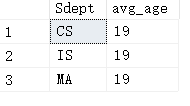 Sdept avg_age
1 CS 19
2 IS 19
3 MA 19